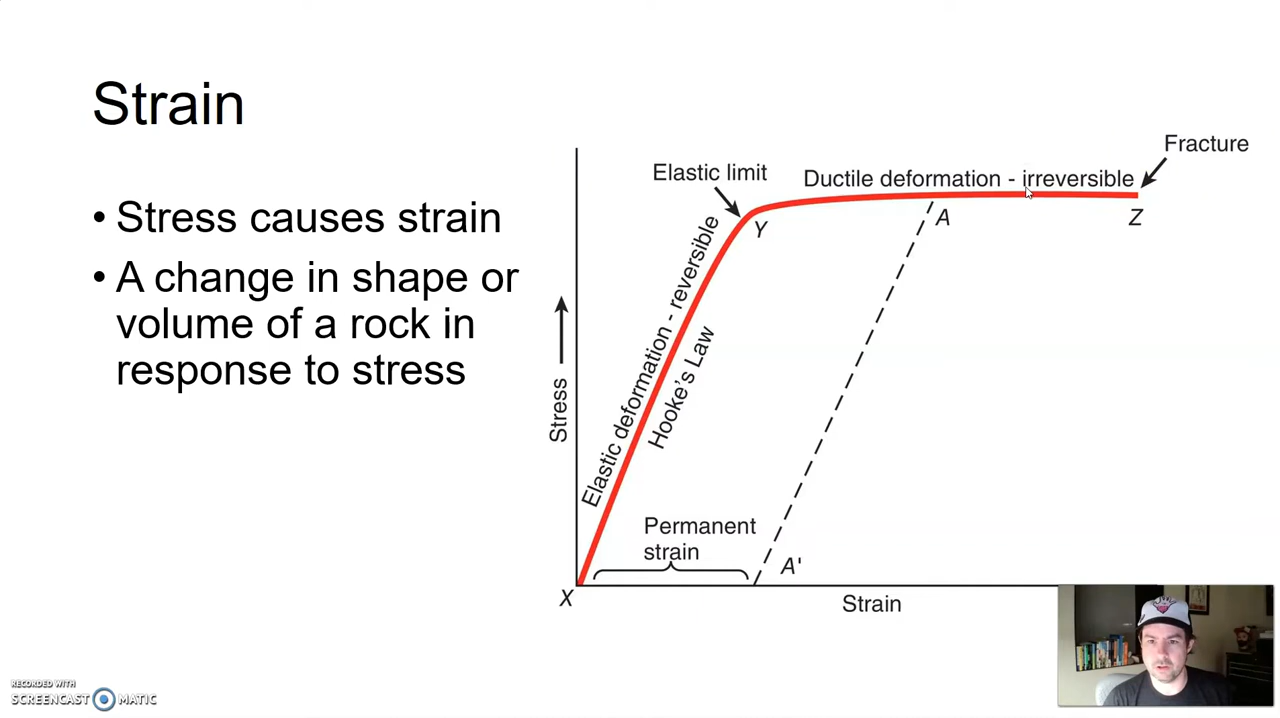 Strain
• Stress causes strain
• A change in shape or
volume of a rock in
response to stress
Fracture
Elastic limit
Ductile deformation - irreversible
Y
A
Z
Elastic deformation - reversible
Hooke's Law
Stress
Permanent
strain
A'
X
Strain
RECORDED WITH
SCREENCAST MATIC